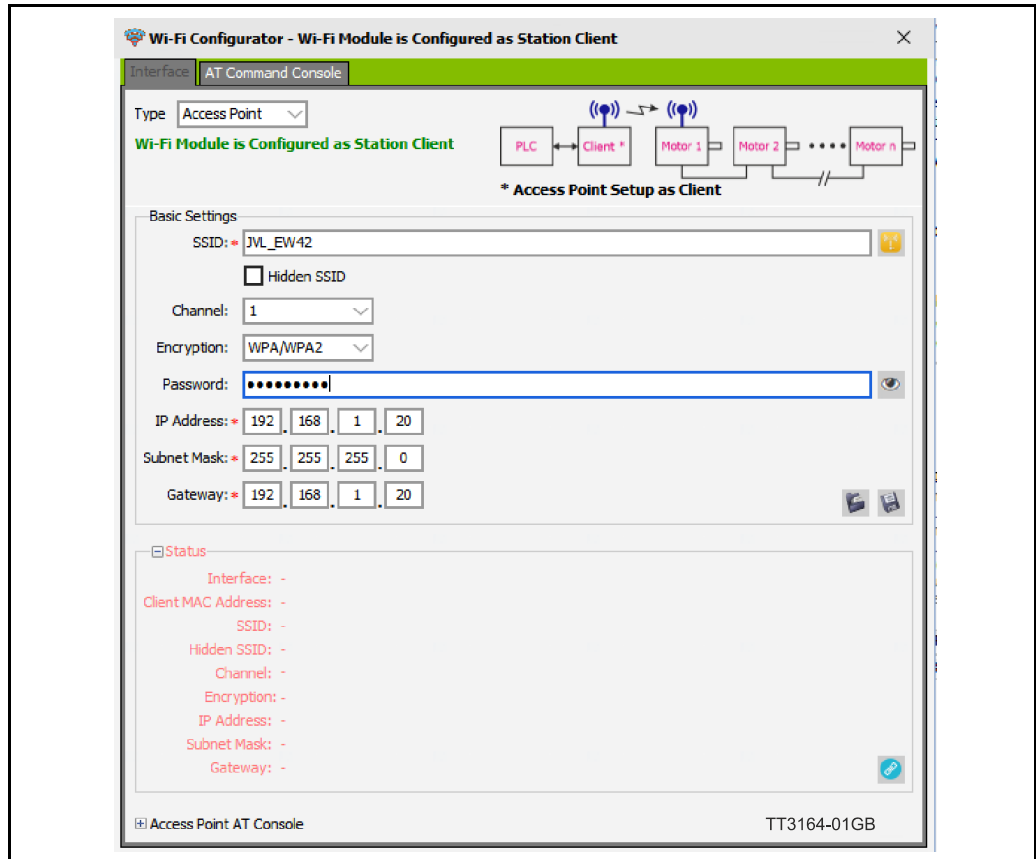 Wi-Fi Configurator - Wi-Fi Module is Configured as Station Client
Interface AT Command Console
Type Access Point
Wi-Fi Module is Configured as Station Client
((●)) ((●))
PLC Client * Motor 1 Motor 2 •••• Motor n
* Access Point Setup as Client
Basic Settings
SSID: * JVL_EW42
Hidden SSID
Channel: 1
Encryption: WPA/WPA2
Password: •••••••••
IP Address: * 192 . 168 . 1 . 20
Subnet Mask: * 255 . 255 . 255 . 0
Gateway: * 192 . 168 . 1 . 20
Status
Interface: -
Client MAC Address: -
SSID: -
Hidden SSID: -
Channel: -
Encryption: -
IP Address: -
Subnet Mask: -
Gateway: -
Access Point AT Console
TT3164-01GB